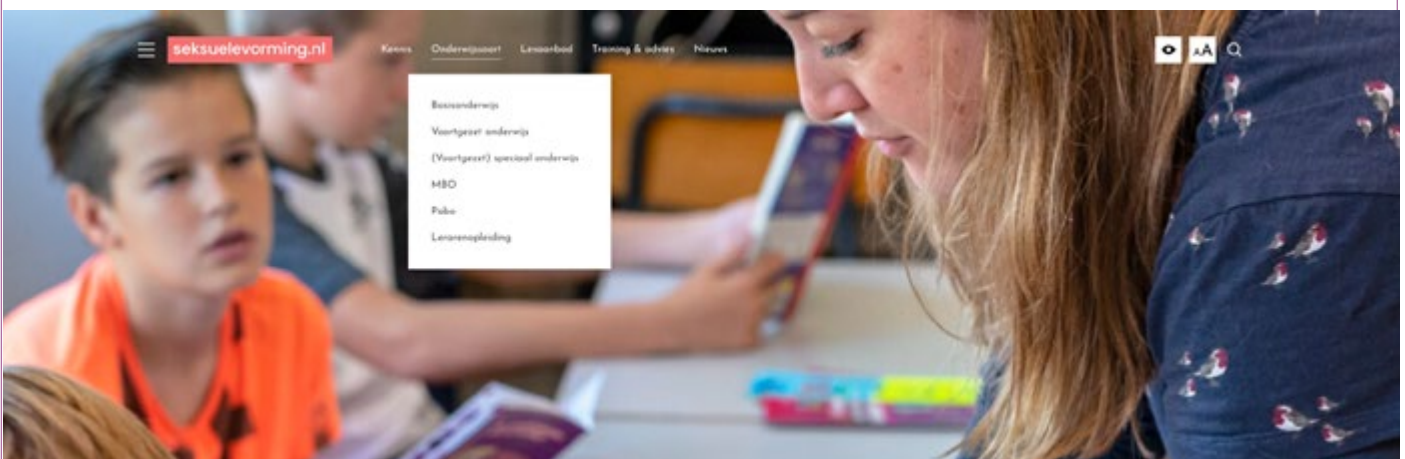 seksuelevorming.nl
Kennis Onderwijssoort Lesaanbod Training & advies Nieuws
AA
Basisonderwijs
Voortgezet onderwijs
(Voortgezet) speciaal onderwijs
MBO
Pabo
Lerarenopleiding